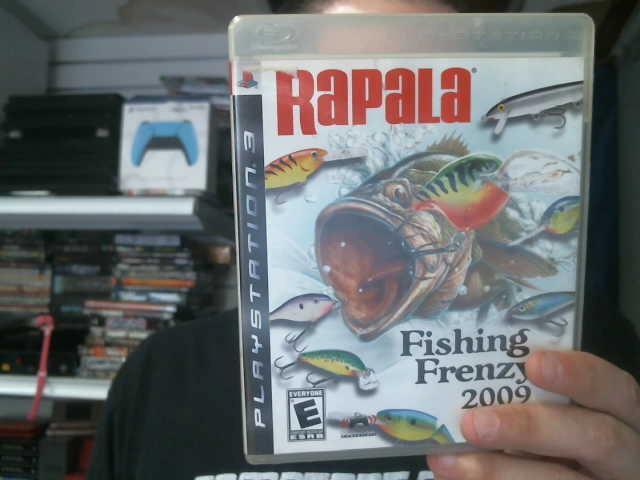 RAPALA®
PLAYSTATION 3
Fishing
Frenzy
2009
EVERYONE
E
ESRB